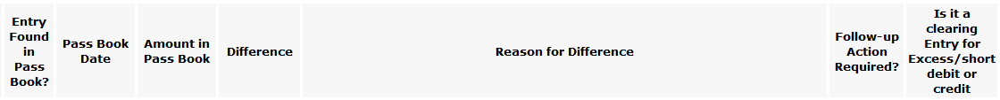 Entry
Found
in
Pass
Book?
Pass Book
Date
Amount in
Pass Book
Difference
Reason for Difference
Follow-up
Action
Required?
Is it a
clearing
Entry for
Excess/short
debit or
credit